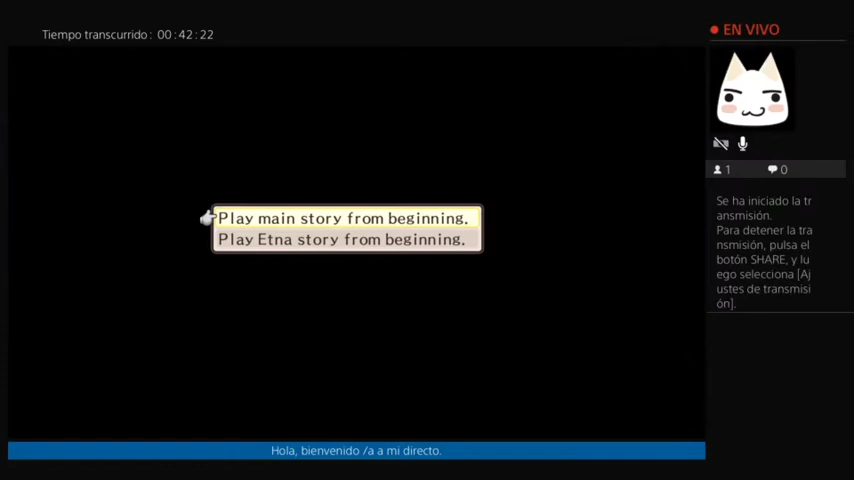 Tiempo transcurrido: 00:42:22
EN VIVO
1 0
Play main story from beginning.
Play Etna story from beginning.
Se ha iniciado la tr
ansmisión.
Para detener la tra
nsmisión, pulsa el
botón SHARE, y lu
ego selecciona [Aj
ustes de transmisi
ón].
Hola, bienvenido /a a mi directo.